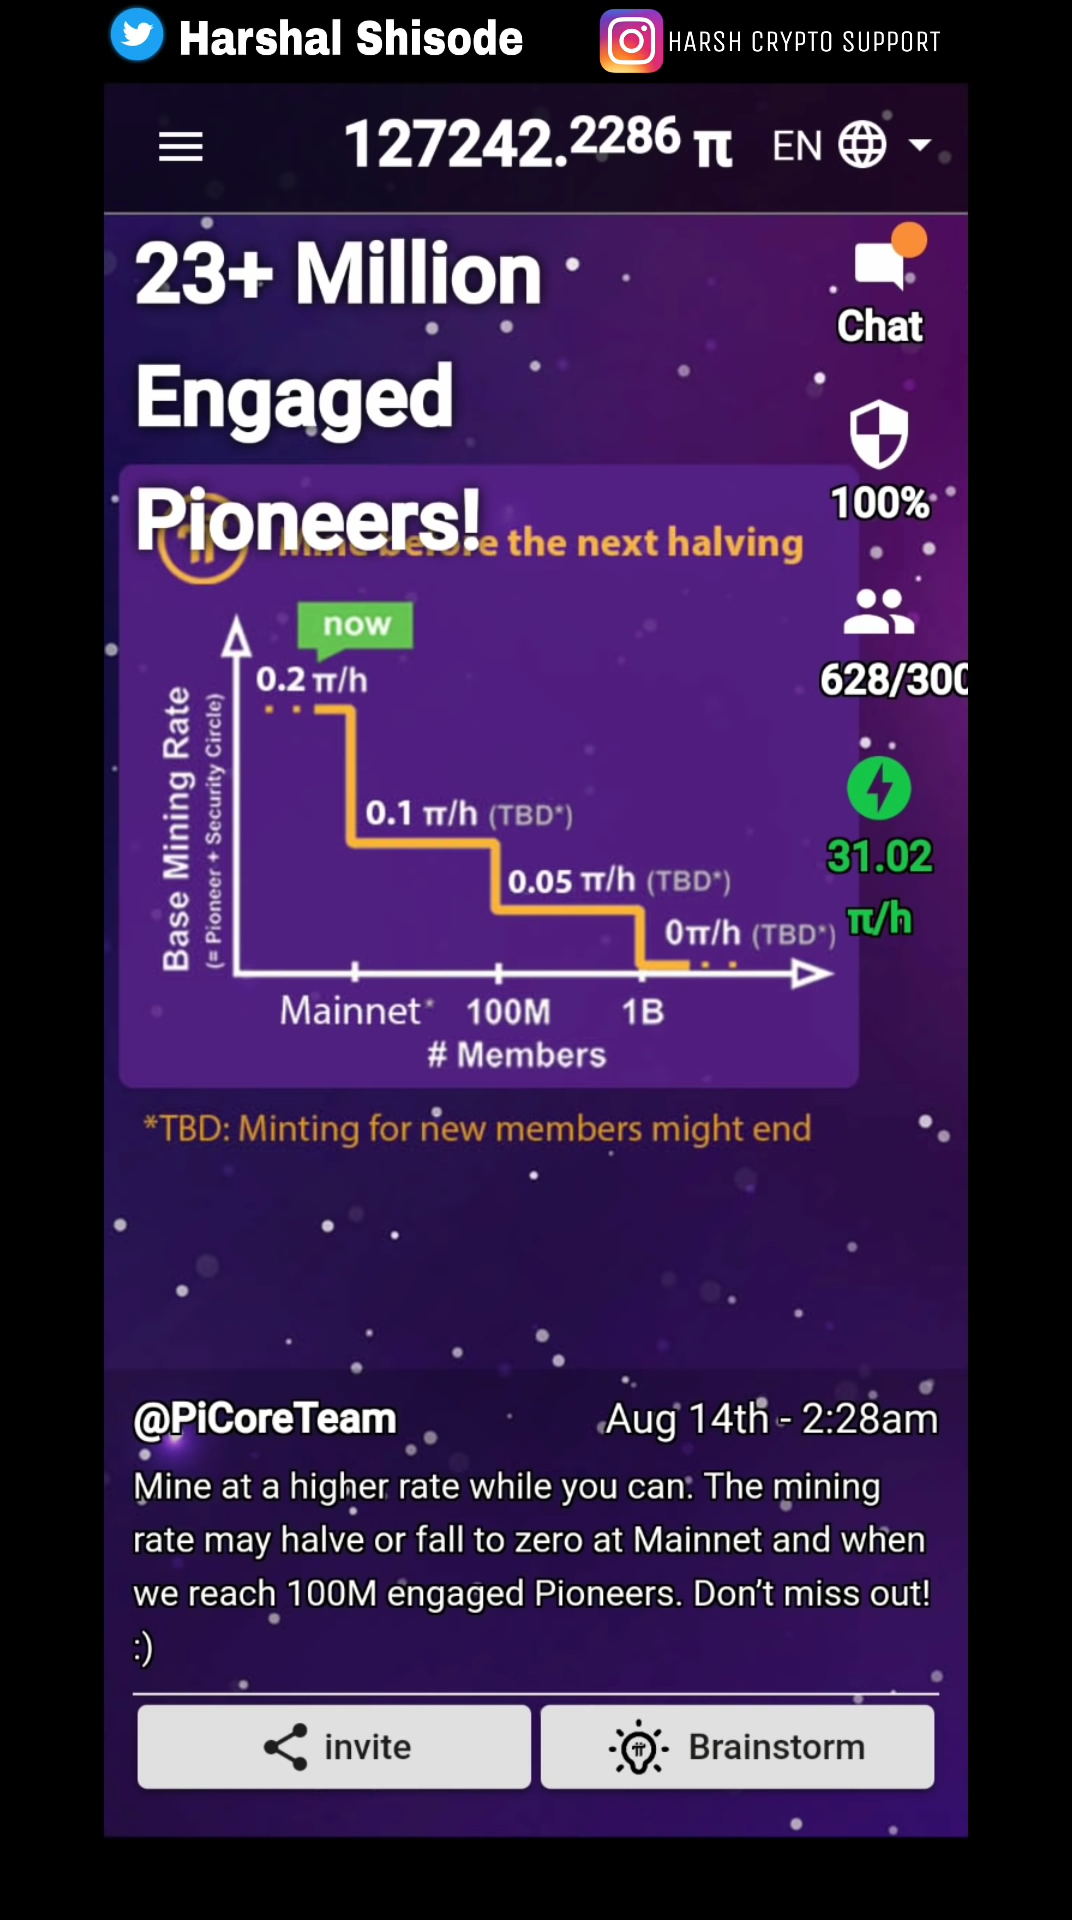 Harshal Shisode
HARSH CRYPTO SUPPORT
127242.2286 π
EN
23+ Million
Engaged
Pioneers!
Mine before the next halving
Chat
100%
628/300
31.02
π/h
now
0.2 π/h
0.1 π/h (TBD*)
0.05 π/h (TBD*)
0π/h (TBD*)
Base Mining Rate
(= Pioneer + Security Circle)
Mainnet* 100M 1B
# Members
*TBD: Minting for new members might end
@PiCoreTeam
Aug 14th - 2:28am
Mine at a higher rate while you can. The mining
rate may halve or fall to zero at Mainnet and when
we reach 100M engaged Pioneers. Don’t miss out!
:)
invite
Brainstorm